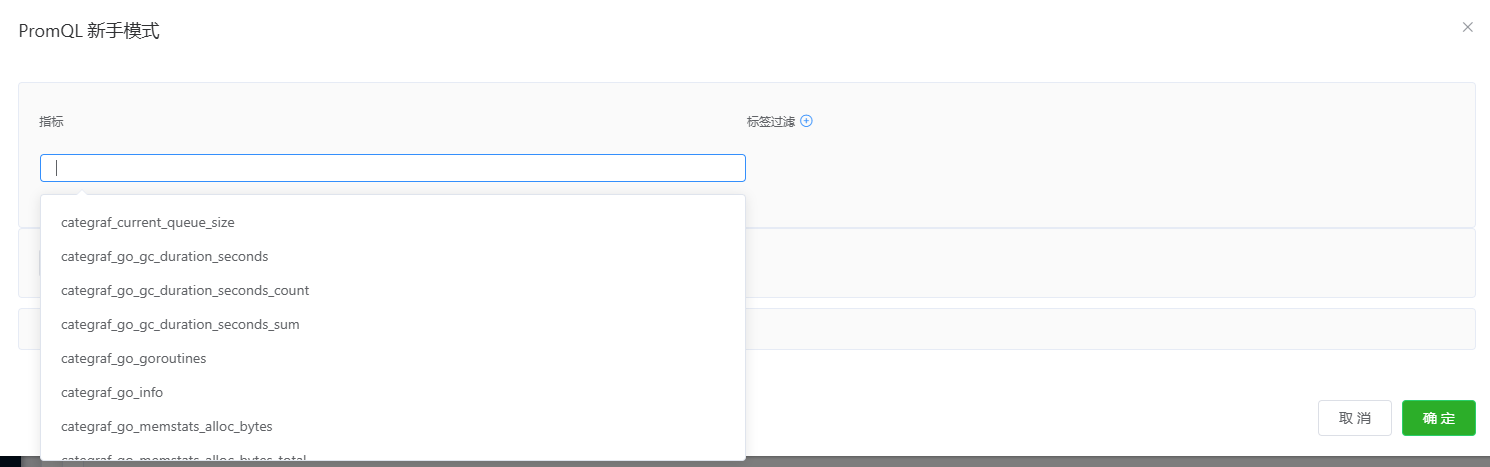 PromQL 新手模式
指标
标签过滤
categraf_current_queue_size
categraf_go_gc_duration_seconds
categraf_go_gc_duration_seconds_count
categraf_go_gc_duration_seconds_sum
categraf_go_goroutines
categraf_go_info
categraf_go_memstats_alloc_bytes
categraf_go_memstats_alloc_bytes_total
取消
确定